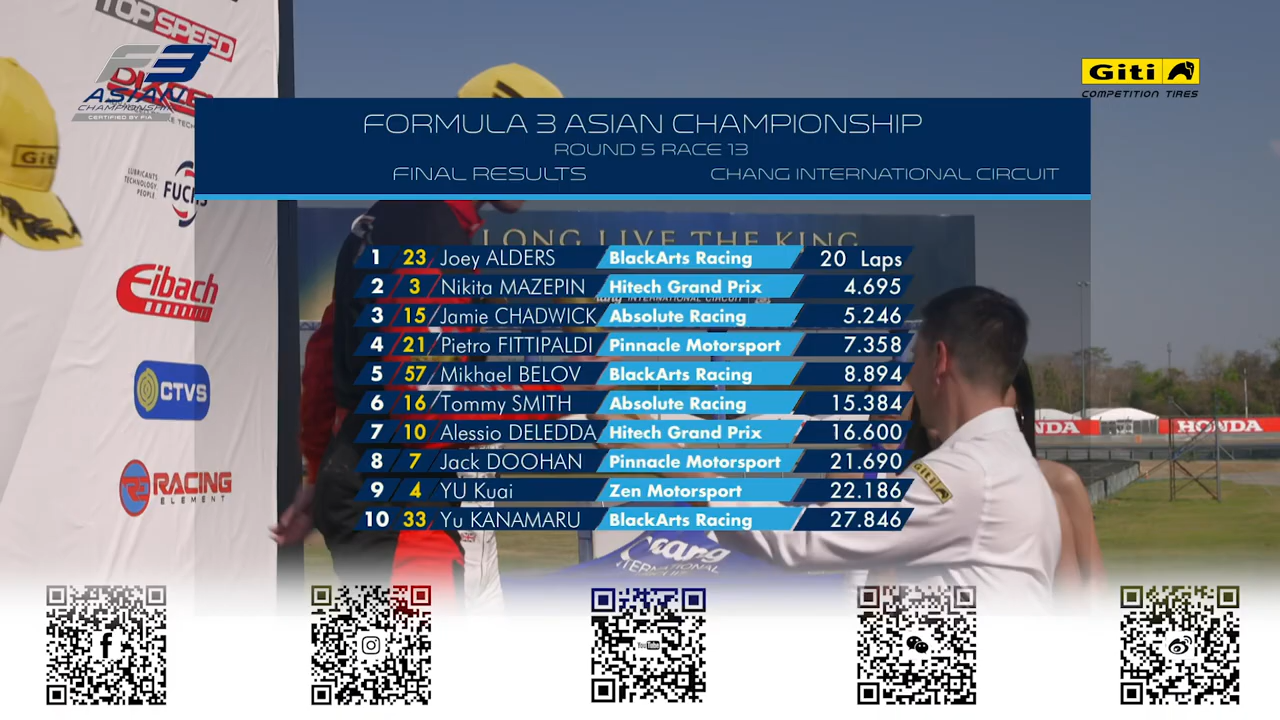 TOP SPEED
F3
ASIAN
CHAMPIONSHIP
CERTIFIED BY FIA
Giti
COMPETITION TIRES
FORMULA 3 ASIAN CHAMPIONSHIP
ROUND 5 RACE 13
FINAL RESULTS CHANG INTERNATIONAL CIRCUIT
Giti
LUBRICANTS
TECHNOLOGY
PEOPLE
FUCHS
LONG LIVE THE KING
1 23 Joey ALDERS BlackArts Racing 20 Laps
2 3 Nikita MAZEPIN Hitech Grand Prix 4.695
3 15 Jamie CHADWICK Absolute Racing 5.246
4 21 Pietro FITTIPALDI Pinnacle Motorsport 7.358
5 57 Mikhael BELOV BlackArts Racing 8.894
6 16 Tommy SMITH Absolute Racing 15.384
7 10 Alessio DELEDDA Hitech Grand Prix 16.600
8 7 Jack DOOHAN Pinnacle Motorsport 21.690
9 4 YU Kuai Zen Motorsport 22.186
10 33 Yu KANAMARU BlackArts Racing 27.846
Eibach
CTVS
RACING
ELEMENT
NDA HONDA
GITI
INTERNATIONAL
YouTube